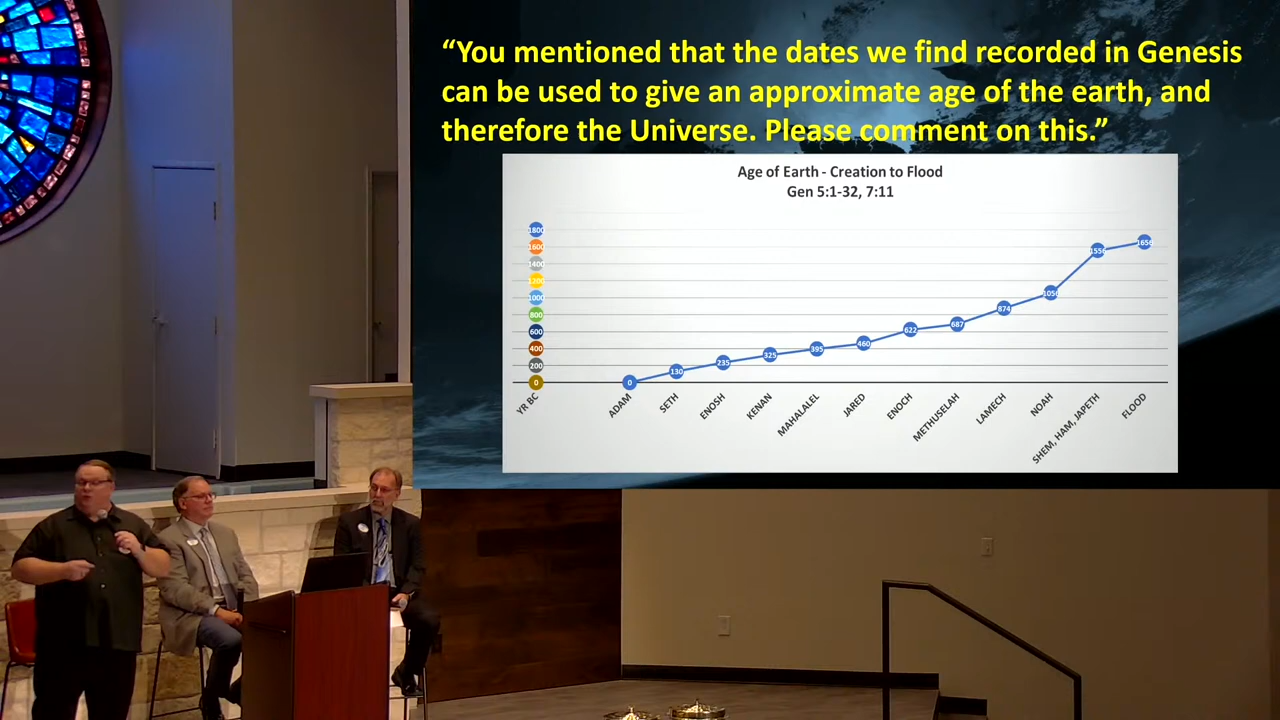 “You mentioned that the dates we find recorded in Genesis
can be used to give an approximate age of the earth, and
therefore the Universe. Please comment on this.”
Age of Earth - Creation to Flood
Gen 5:1-32, 7:11
1800
1600
1400
1200
1000
800
600
400
200
0
0
130
235
325
395
460
622
687
874
1056
1556
1656
YR BC
ADAM
SETH
ENOSH
KENAN
MAHALALEL
JARED
ENOCH
METHUSELAH
LAMECH
NOAH
SHEM, HAM, JAPETH
FLOOD